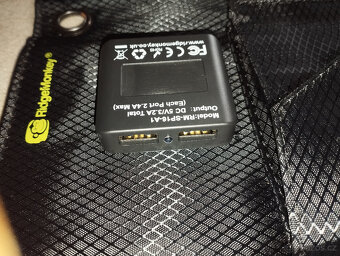 RidgeMonkey
Model:RM-SP16-A1
Output: DC 5V/3.2A Total
(Each Port 2.4A Max)
FC CE
www.ridgemonkey.co.uk